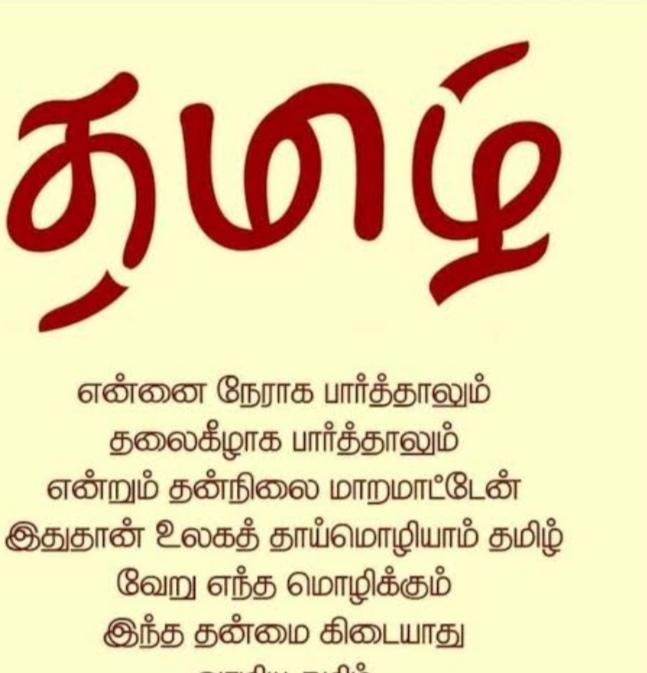 தமிழ்
என்னை நேராக பார்த்தாலும்
தலைகீழாக பார்த்தாலும்
என்றும் தன்நிலை மாறமாட்டேன்
இதுதான் உலகத் தாய்மொழியாம் தமிழ்
வேறு எந்த மொழிக்கும்
இந்த தன்மை கிடையாது